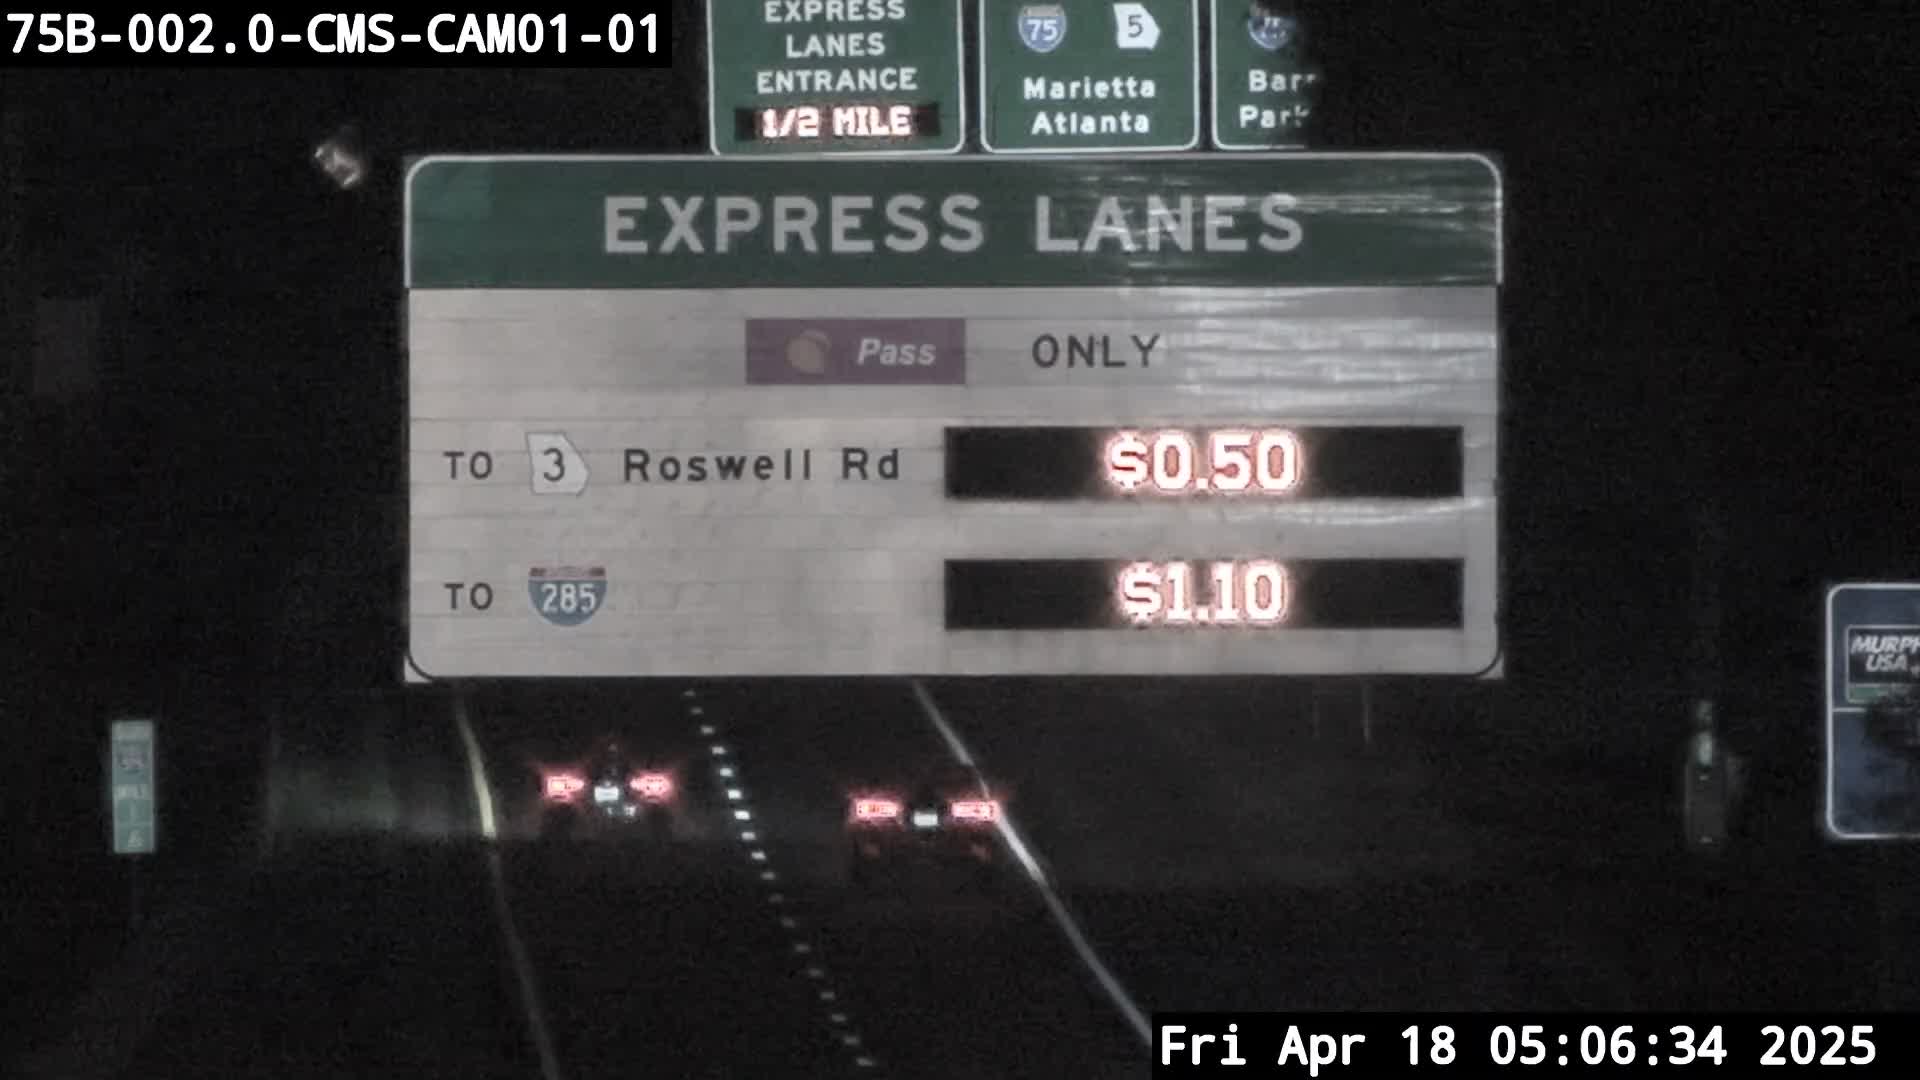 75B-002.0-CMS-CAM01-01
EXPRESS
LANES
ENTRANCE
1/2 MILE
75 5
Marietta
Atlanta
EXPRESS LANES
Pass ONLY
TO 3 Roswell Rd $0.50
TO 285 $1.10
USA
Fri Apr 18 05:06:34 2025